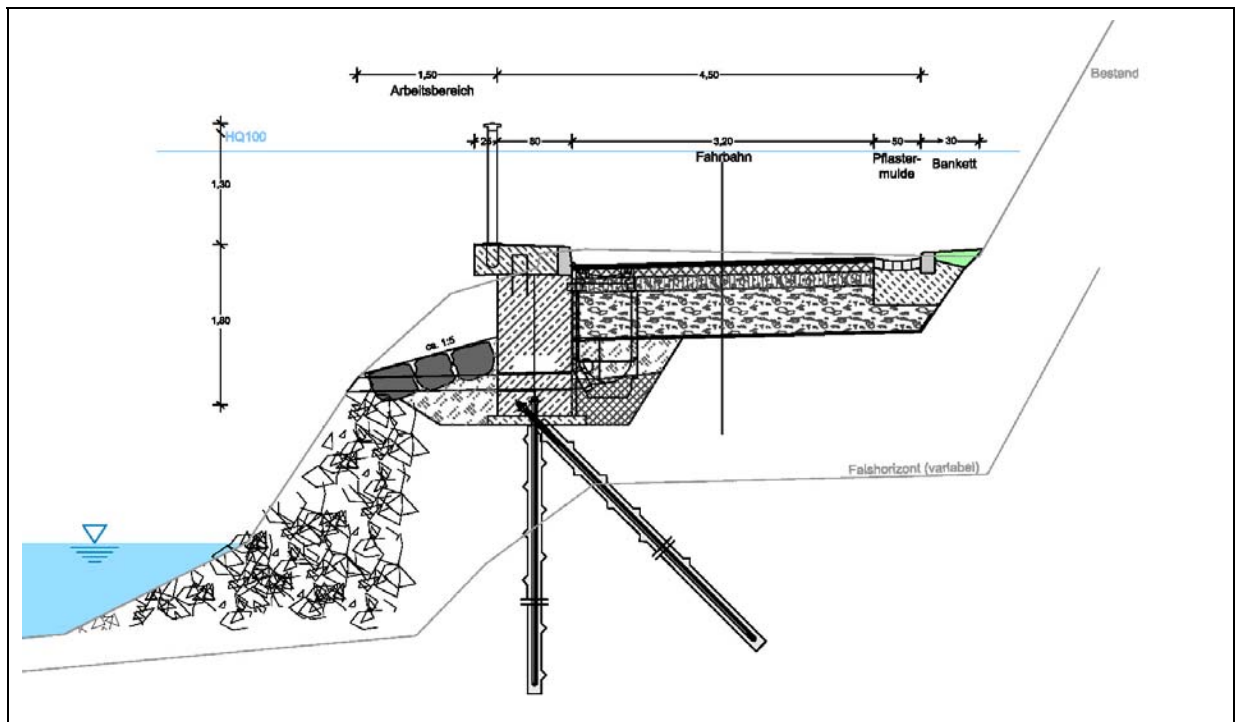 1,50
4,50
Arbeitsbereich
Bestand
HQ100
25
80
3,20
50
30
Fahrbahn
Pflaster-
mulde
Bankett
1,30
1,80
ca. 1:5
Felshorizont (variabel)